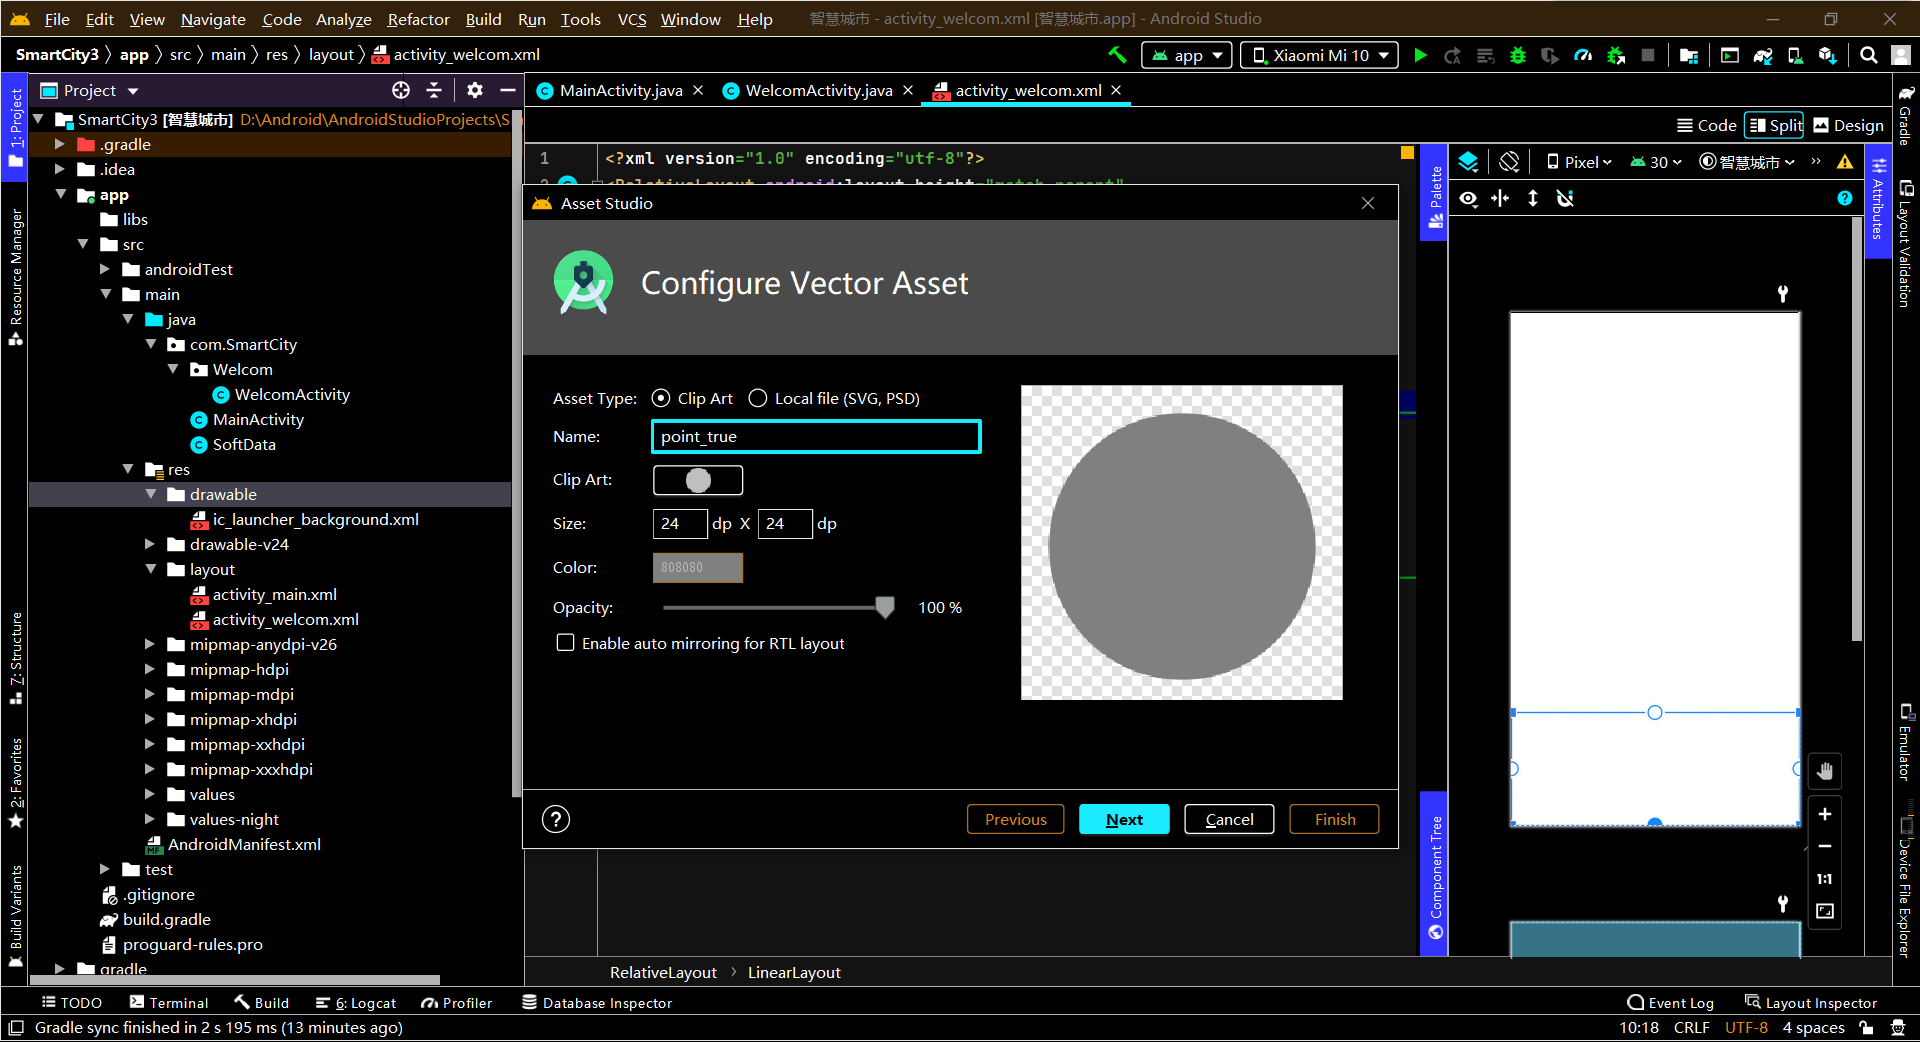 File Edit View Navigate Code Analyze Refactor Build Run Tools VCS Window Help 智慧城市 - activity_welcom.xml [智慧城市.app] - Android Studio
SmartCity3 app src main res layout activity_welcom.xml app Xiaomi Mi 10
Project MainActivity.java WelcomActivity.java activity_welcom.xml
SmartCity3 [智慧城市] D:\Android\AndroidStudioProjects\S
Code Split Design
.gradle
.idea
app
libs
src
androidTest
main
java
com.SmartCity
Welcom
WelcomActivity
MainActivity
SoftData
res
drawable
ic_launcher_background.xml
drawable-v24
layout
activity_main.xml
activity_welcom.xml
mipmap-anydpi-v26
mipmap-hdpi
mipmap-mdpi
mipmap-xhdpi
mipmap-xxhdpi
mipmap-xxxhdpi
values
values-night
AndroidManifest.xml
test
.gitignore
build.gradle
proguard-rules.pro
gradle
1: Project
Resource Manager
7: Structure
2: Favorites
Build Variants
1 <?xml version="1.0" encoding="utf-8"?>
2 <RelativeLayout android:layout_height="match_parent"
Asset Studio
Configure Vector Asset
Asset Type: Clip Art Local file (SVG, PSD)
Name: point_true
Clip Art:
Size: 24 dp X 24 dp
Color: 808080
Opacity: 100 %
Enable auto mirroring for RTL layout
? Previous Next Cancel Finish
Palette
Component Tree
Pixel 30 智慧城市
?
1:1
Attributes
Gradle
Layout Validation
Emulator
Device File Explorer
RelativeLayout LinearLayout
TODO Terminal Build 6: Logcat Profiler Database Inspector Event Log Layout Inspector
Gradle sync finished in 2 s 195 ms (13 minutes ago) 10:18 CRLF UTF-8 4 spaces